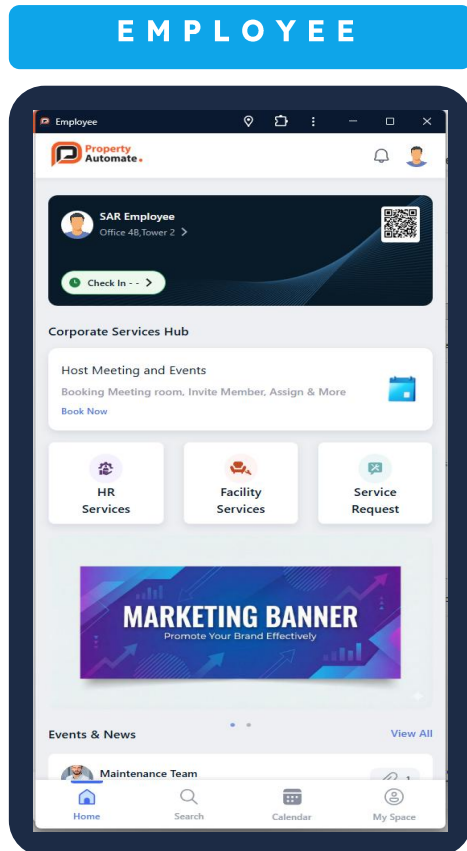 EMPLOYEE
Employee
Property
Automate.
SAR Employee
Office 4B,Tower 2 >
Check In - - >
Corporate Services Hub
Host Meeting and Events
Booking Meeting room, Invite Member, Assign & More
Book Now
HR
Services
Facility
Services
Service
Request
MARKETING BANNER
Promote Your Brand Effectively
Events & News
View All
Maintenance Team
1
Home
Search
Calendar
My Space